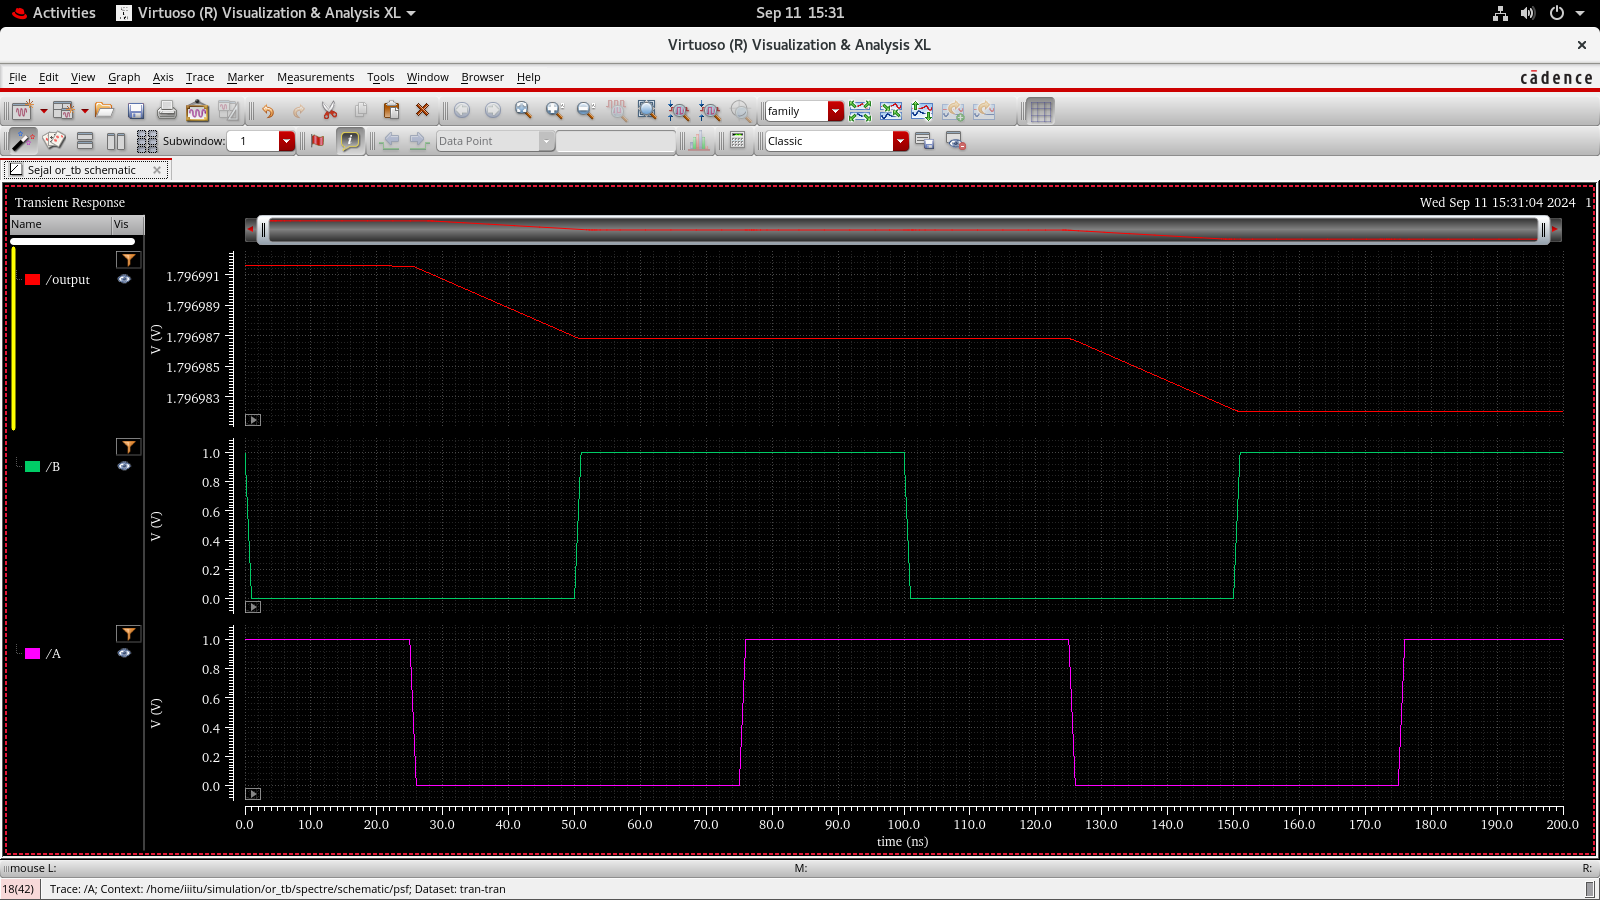 Activities
Virtuoso (R) Visualization & Analysis XL
Sep 11 15:31
Virtuoso (R) Visualization & Analysis XL
File Edit View Graph Axis Trace Marker Measurements Tools Window Browser Help
cādence
family
Subwindow: 1
Data Point
Classic
Sejal or_tb schematic
Transient Response
Wed Sep 11 15:31:04 2024 1
Name Vis
/output
1.796991
1.796989
1.796987
1.796985
1.796983
V (V)
/B
1.0
0.8
0.6
0.4
0.2
0.0
V (V)
/A
1.0
0.8
0.6
0.4
0.2
0.0
V (V)
0.0 10.0 20.0 30.0 40.0 50.0 60.0 70.0 80.0 90.0 100.0 110.0 120.0 130.0 140.0 150.0 160.0 170.0 180.0 190.0 200.0
time (ns)
mouse L: M: R:
18(42) Trace: /A; Context: /home/iiitu/simulation/or_tb/spectre/schematic/psf; Dataset: tran-tran